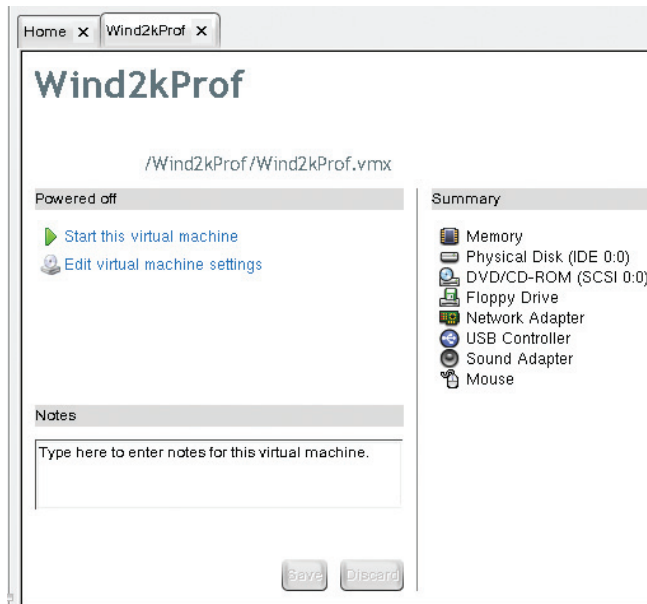 Home X Wind2kProf X
Wind2kProf
/Wind2kProf/Wind2kProf.vmx
Powered off
Start this virtual machine
Edit virtual machine settings
Notes
Type here to enter notes for this virtual machine.
Save Discard
Summary
Memory
Physical Disk (IDE 0:0)
DVD/CD-ROM (SCSI 0:0)
Floppy Drive
Network Adapter
USB Controller
Sound Adapter
Mouse